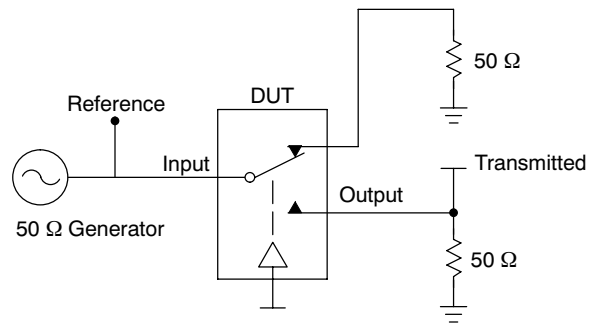 50 Ω
Reference
DUT
Input
Transmitted
Output
50 Ω Generator
50 Ω